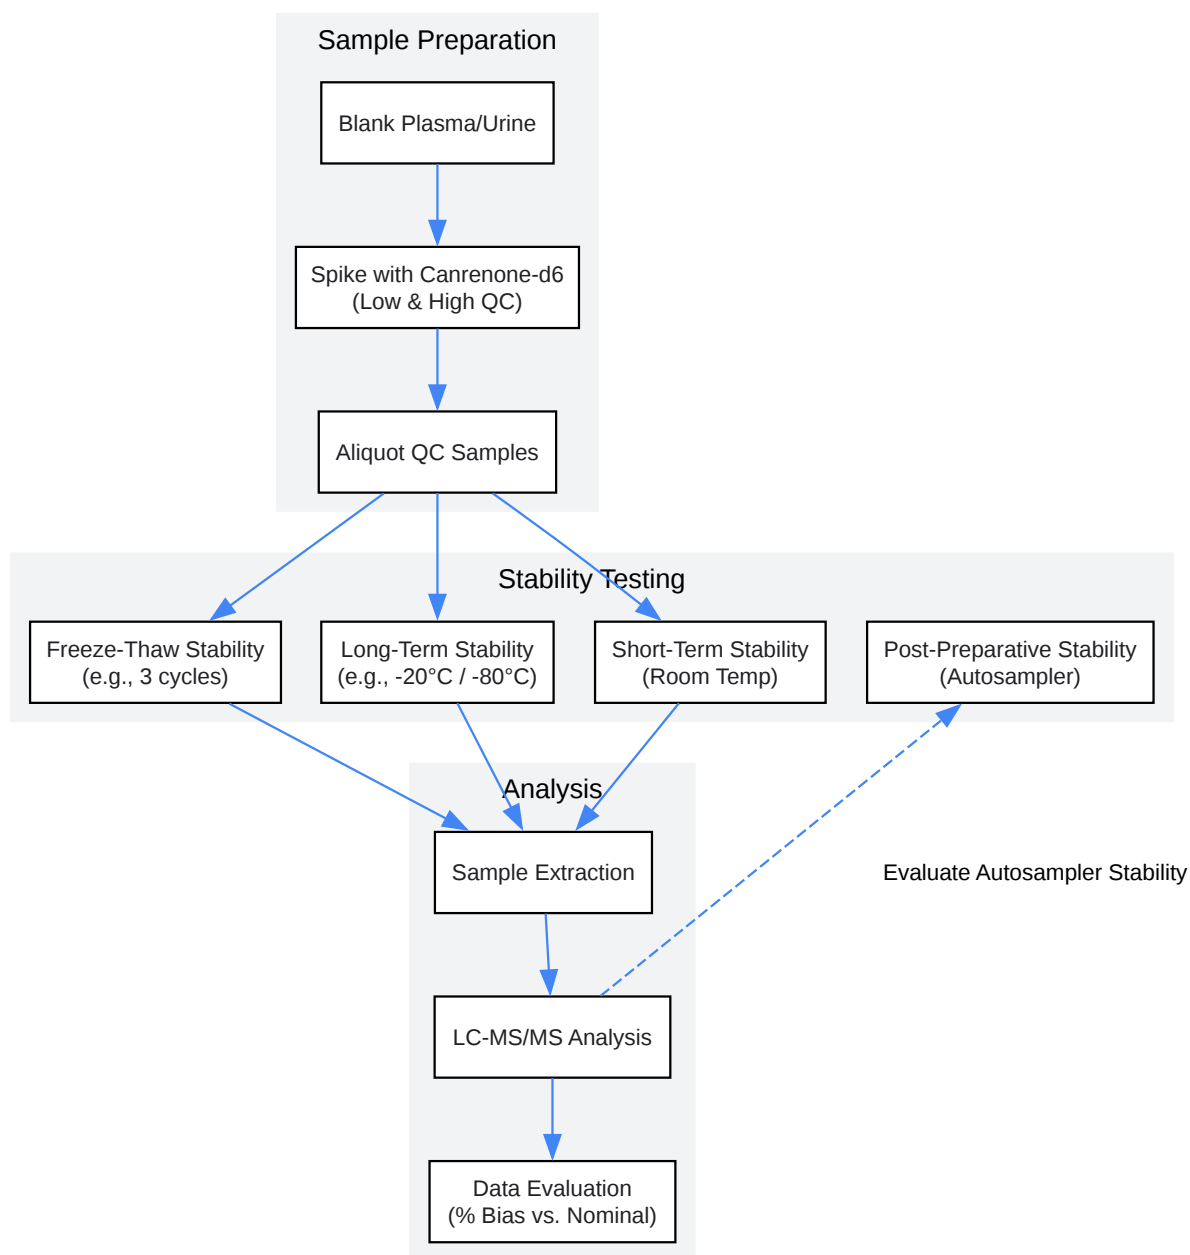 Sample Preparation
Blank Plasma/Urine
Spike with Canrenone-d6
(Low & High QC)
Aliquot QC Samples
Stability Testing
Freeze-Thaw Stability
(e.g., 3 cycles)
Long-Term Stability
(e.g., -20°C / -80°C)
Short-Term Stability
(Room Temp)
Post-Preparative Stability
(Autosampler)
Analysis
Sample Extraction
Evaluate Autosampler Stability
LC-MS/MS Analysis
Data Evaluation
(% Bias vs. Nominal)